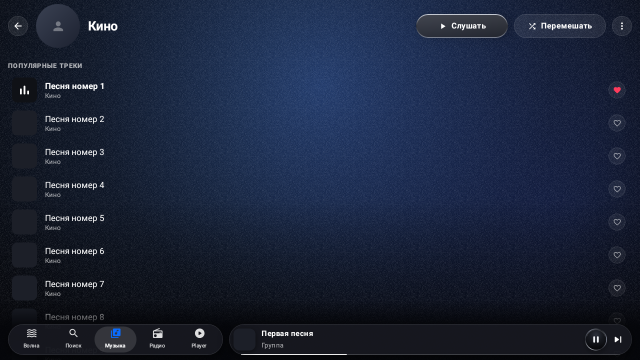 Кино
Слушать
Перемешать
ПОПУЛЯРНЫЕ ТРЕКИ
Песня номер 1
Кино
Песня номер 2
Кино
Песня номер 3
Кино
Песня номер 4
Кино
Песня номер 5
Кино
Песня номер 6
Кино
Песня номер 7
Кино
Песня номер 8
Волна
Поиск
Музыка
Радио
Player
Первая песня
Группа